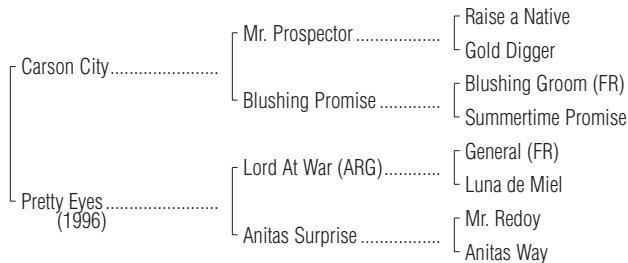 Raise a Native
Mr. Prospector ..................
Gold Digger
Carson City.......................
Blushing Groom (FR)
Blushing Promise .............
Summertime Promise
General (FR)
Lord At War (ARG)............
Luna de Miel
Pretty Eyes ........................
(1996)
Mr. Redoy
Anitas Surprise .................
Anitas Way